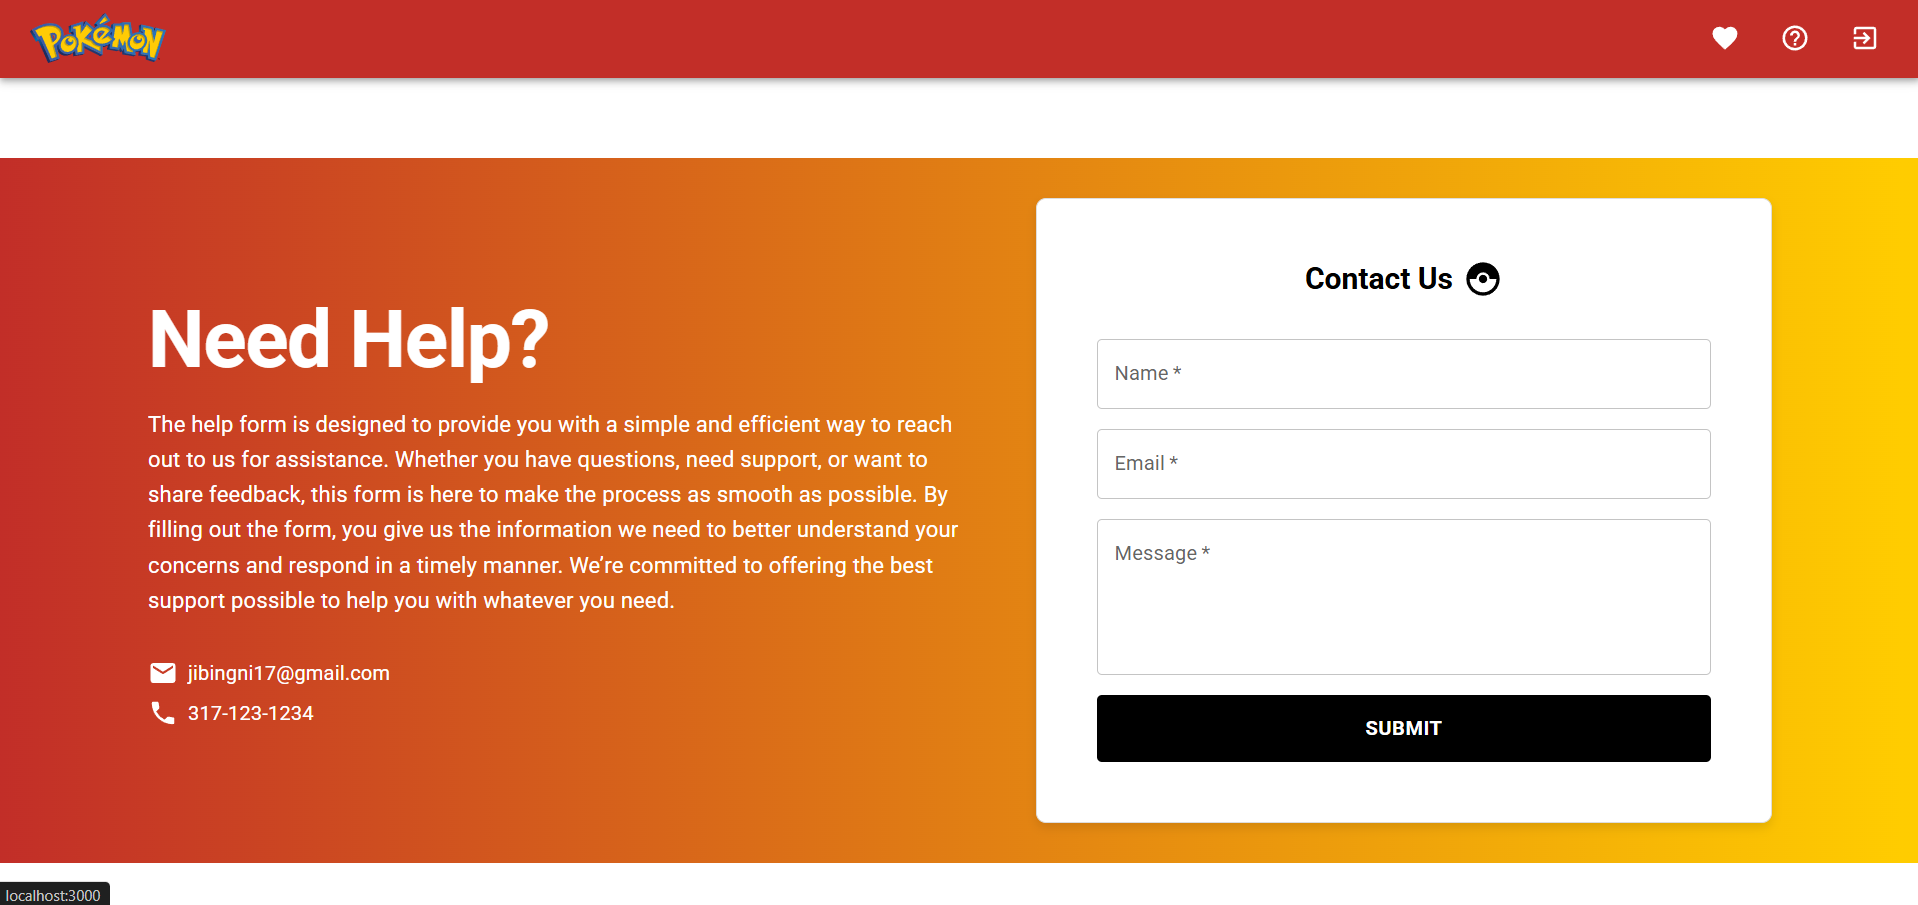 POKéMON
Need Help?
The help form is designed to provide you with a simple and efficient way to reach
out to us for assistance. Whether you have questions, need support, or want to
share feedback, this form is here to make the process as smooth as possible. By
filling out the form, you give us the information we need to better understand your
concerns and respond in a timely manner. We’re committed to offering the best
support possible to help you with whatever you need.
jibingni17@gmail.com
317-123-1234
Contact Us
Name *
Email *
Message *
SUBMIT
localhost:3000